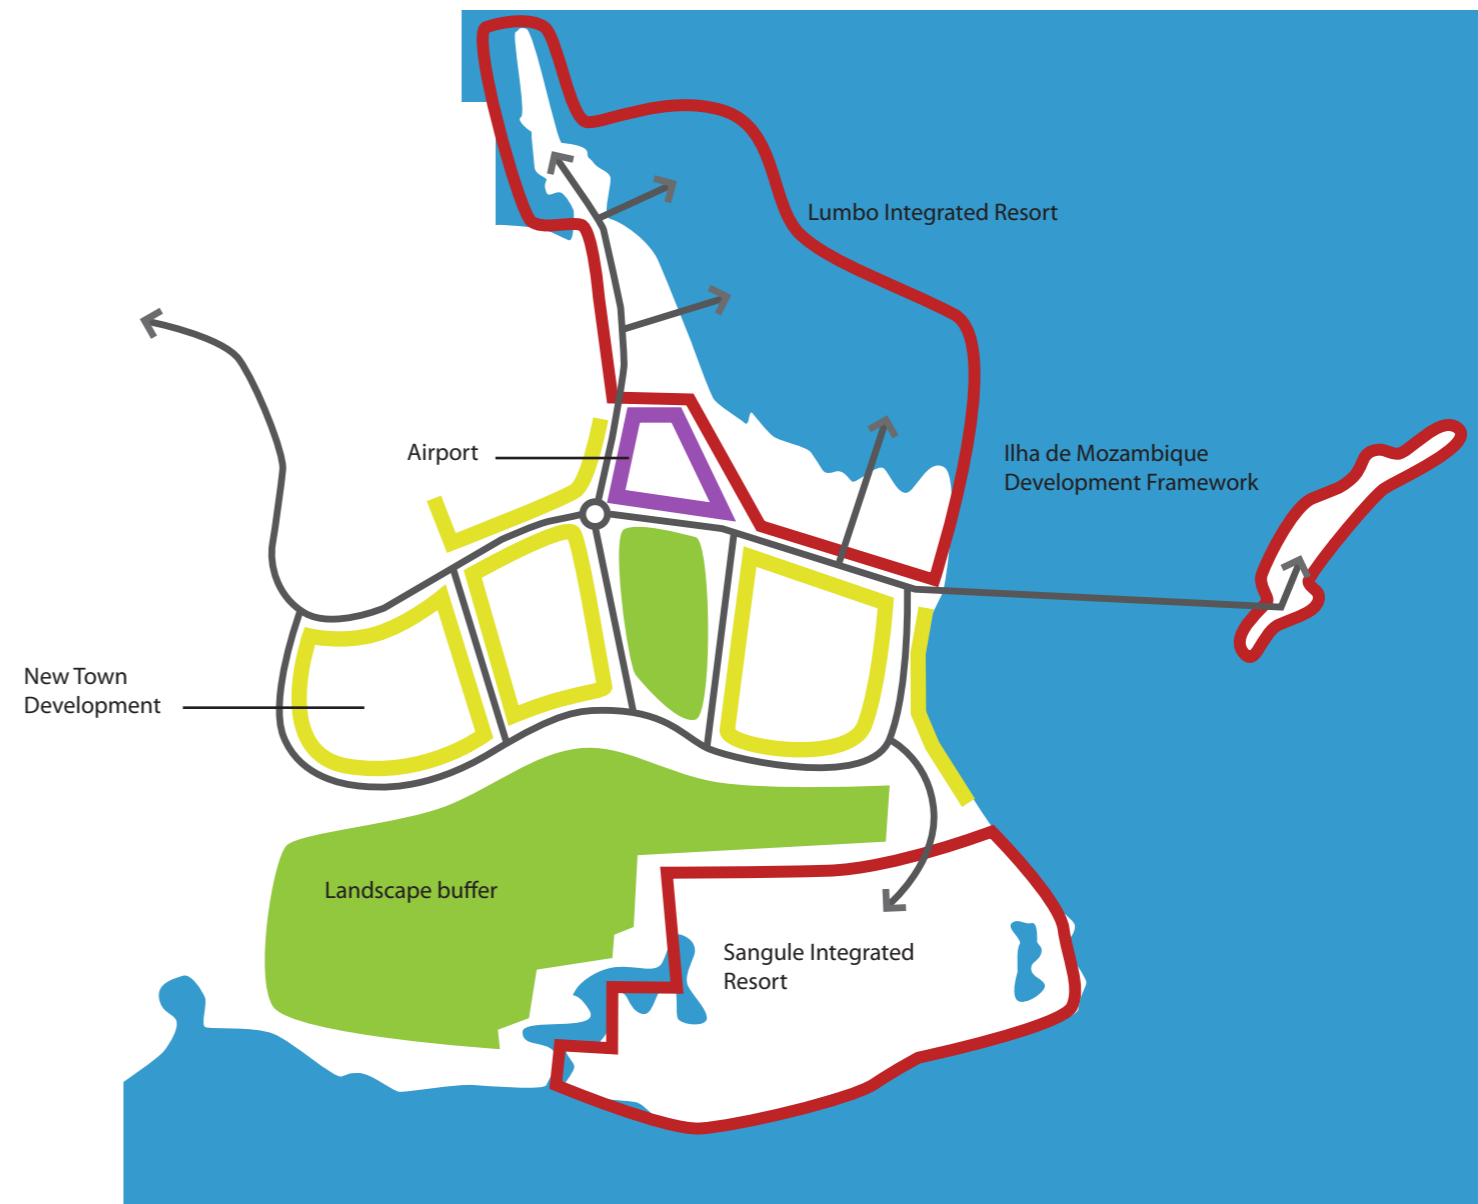 Lumbo Integrated Resort
Airport
Ilha de Mozambique
Development Framework
New Town
Development
Landscape buffer
Sangule Integrated
Resort